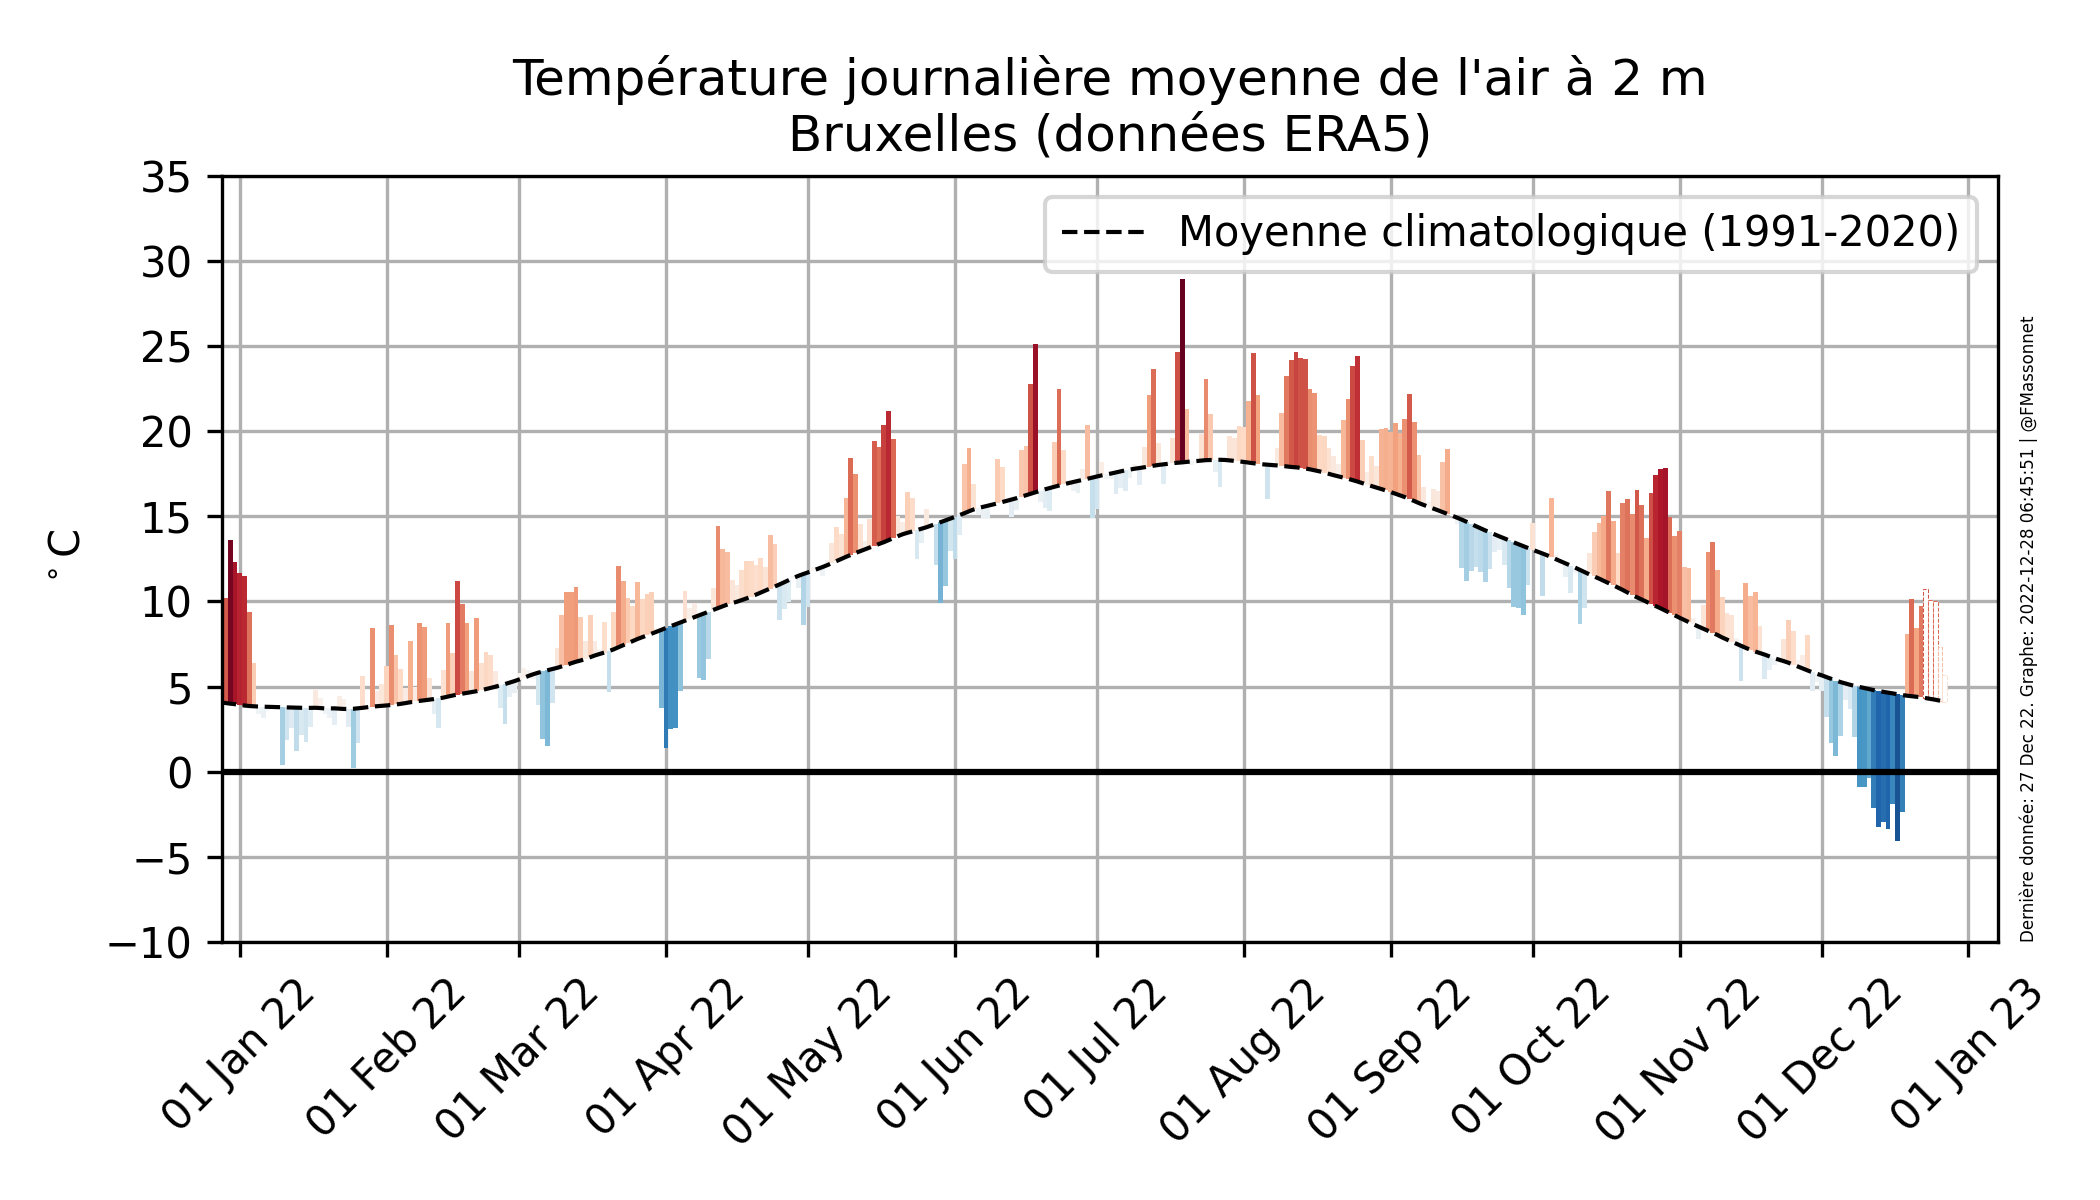 Température journalière moyenne de l'air à 2 m
Bruxelles (données ERA5)
Moyenne climatologique (1991-2020)
°C
35
30
25
20
15
10
5
0
−5
−10
01 Jan 22
01 Feb 22
01 Mar 22
01 Apr 22
01 May 22
01 Jun 22
01 Jul 22
01 Aug 22
01 Sep 22
01 Oct 22
01 Nov 22
01 Dec 22
01 Jan 23
Dernière donnée: 27 Dec 22. Graphe: 2022-12-28 06:45:51 | @FMassonnet